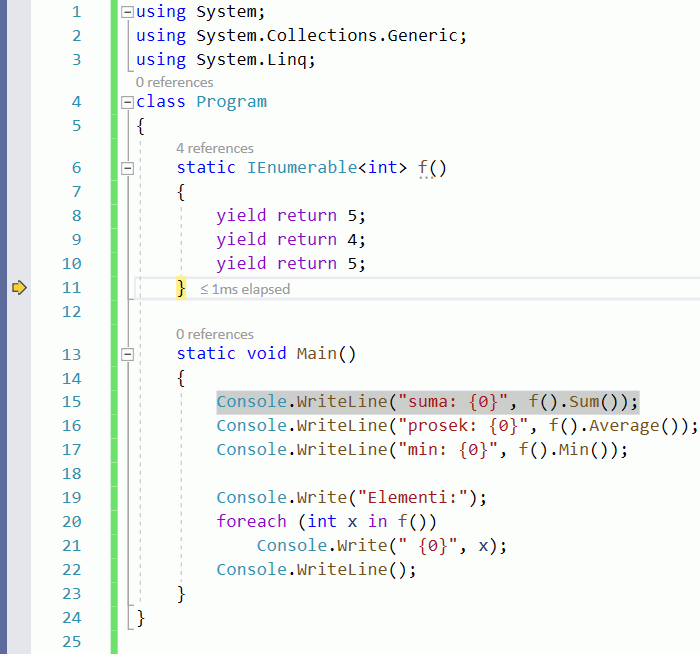 1 using System;
2 using System.Collections.Generic;
3 using System.Linq;
0 references
4 class Program
5 {
4 references
6 static IEnumerable<int> f()
7 {
8 yield return 5;
9 yield return 4;
10 yield return 5;
11 } ≤ 1ms elapsed
12
0 references
13 static void Main()
14 {
15 Console.WriteLine("suma: {0}", f().Sum());
16 Console.WriteLine("prosek: {0}", f().Average());
17 Console.WriteLine("min: {0}", f().Min());
18
19 Console.Write("Elementi:");
20 foreach (int x in f())
21 Console.Write(" {0}", x);
22 Console.WriteLine();
23 }
24 }
25